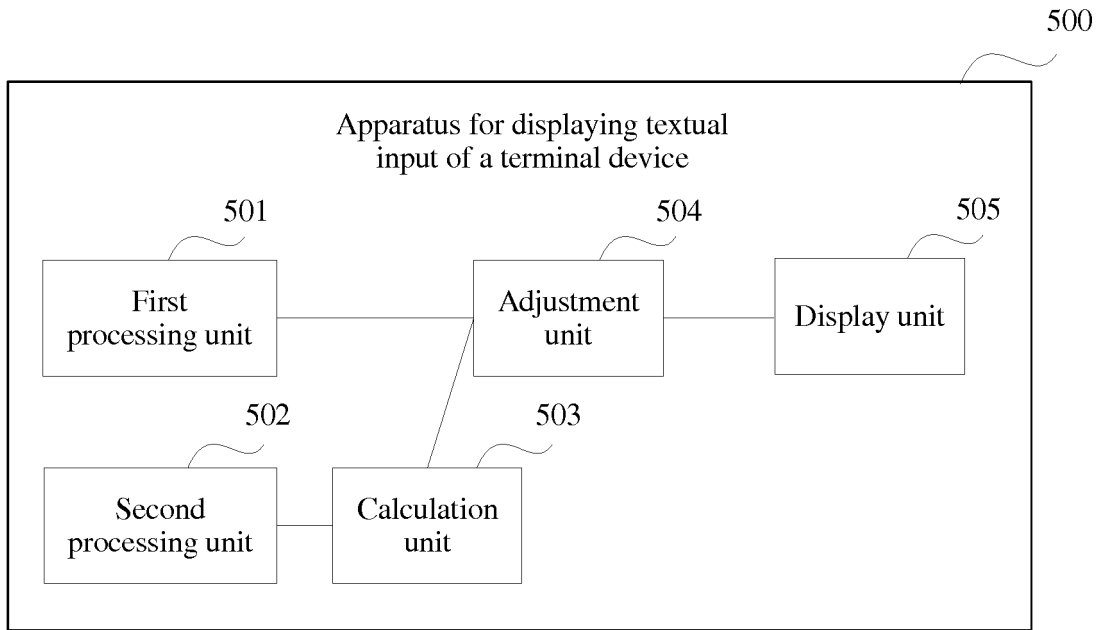 500
Apparatus for displaying textual
input of a terminal device
501
504
505
First
processing unit
Adjustment
unit
Display unit
502
503
Second
processing unit
Calculation
unit